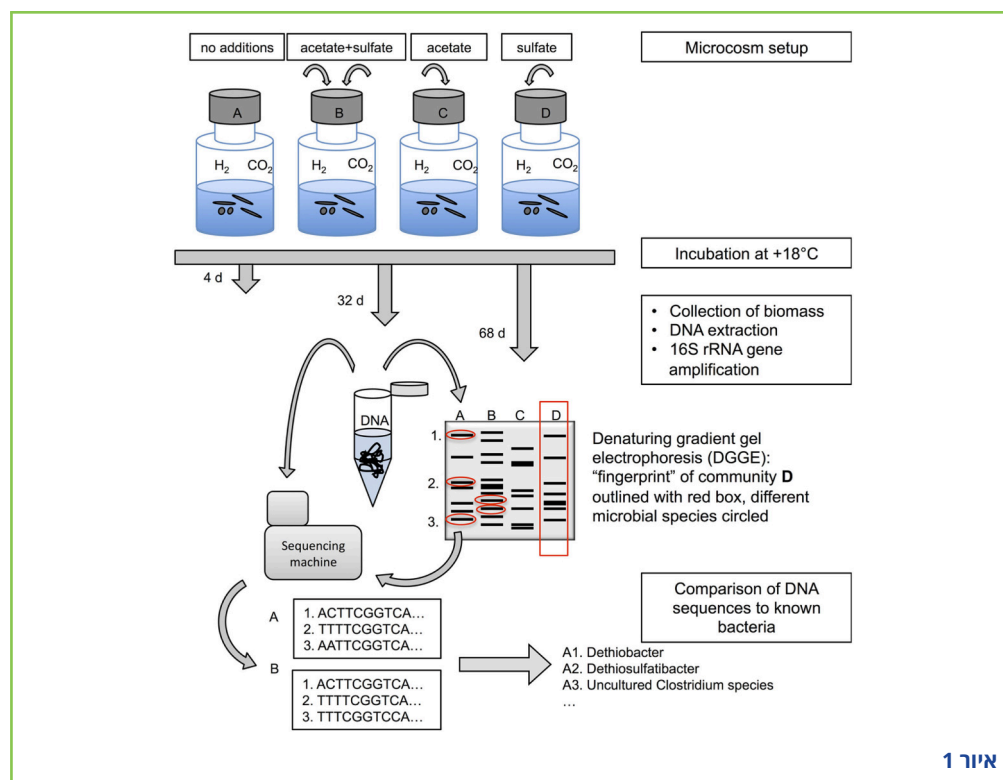 no additions
acetate+sulfate
acetate
sulfate
Microcosm setup
A
B
C
D
H2 CO2
H2 CO2
H2 CO2
H2 CO2
Incubation at +18°C
4 d
32 d
68 d
• Collection of biomass
• DNA extraction
• 16S rRNA gene
amplification
DNA
A B C D
1.
2.
3.
Denaturing gradient gel
electrophoresis (DGGE):
“fingerprint” of community D
outlined with red box, different
microbial species circled
Sequencing
machine
Comparison of DNA
sequences to known
bacteria
A
1. ACTTCGGTCA...
2. TTTTCGGTCA...
3. AATTCGGTCA...
B
1. ACTTCGGTCA...
2. TTTTCGGTCA...
3. TTTCGGTCCA...
A1. Dethiobacter
A2. Dethiosulfatibacter
A3. Uncultured Clostridium species
...
איור 1